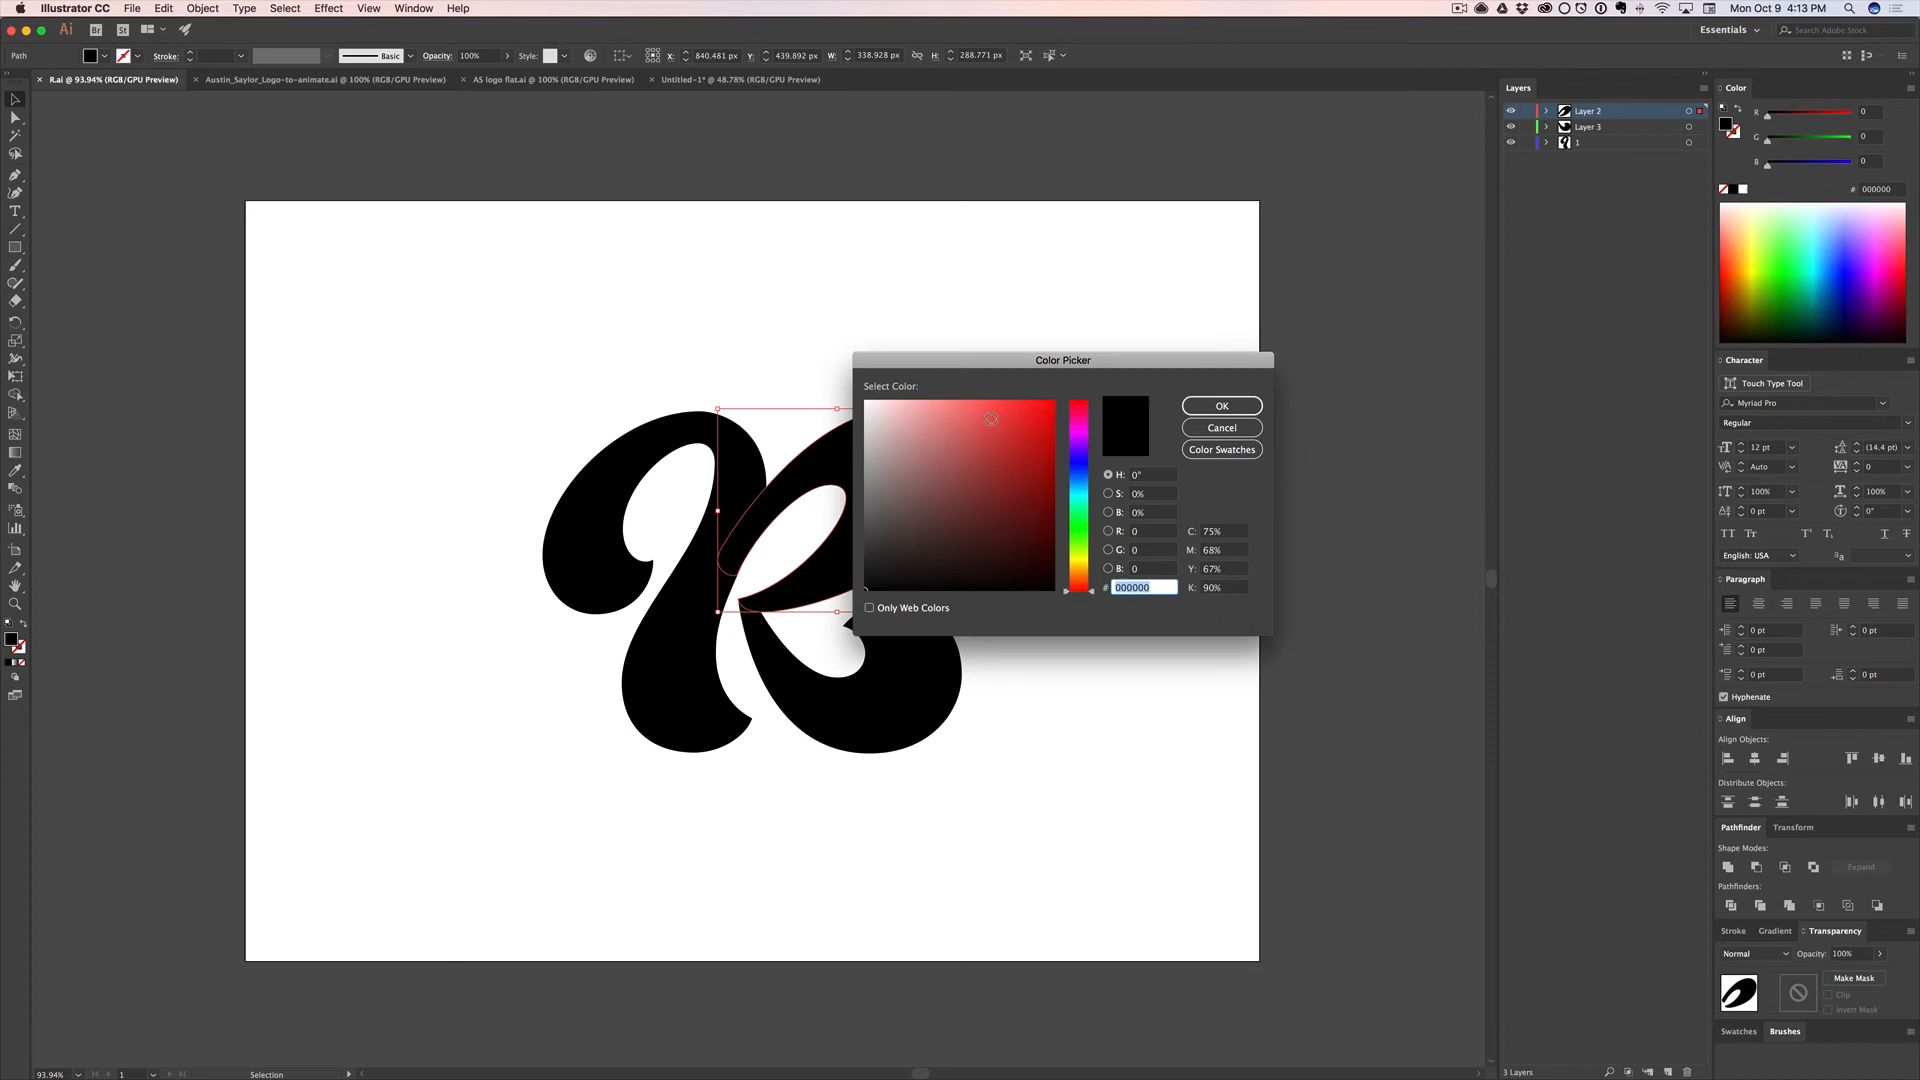 Illustrator CC File Edit Object Type Select Effect View Window Help
Mon Oct 9 4:13 PM
Ai Br St
Essentials
Search Adobe Stock
Path
Stroke:
Basic
Opacity: 100%
Style:
X: 840.481 px
Y: 439.892 px
W: 338.928 px
H: 288.771 px
R.ai @ 93.94% (RGB/GPU Preview)
Austin_Saylor_Logo-to-animate.ai @ 100% (RGB/GPU Preview)
AS logo flat.ai @ 100% (RGB/GPU Preview)
Untitled-1* @ 48.78% (RGB/GPU Preview)
Layers
Layer 2
Layer 3
1
Color
R 0
G 0
B 0
# 000000
R
Color Picker
Select Color:
OK
Cancel
Color Swatches
H: 0°
S: 0%
B: 0%
R: 0
G: 0
B: 0
# 000000
C: 75%
M: 68%
Y: 67%
K: 90%
Only Web Colors
Character
Touch Type Tool
Myriad Pro
Regular
12 pt
(14.4 pt)
Auto
0
100%
100%
0 pt
0°
English: USA
Paragraph
0 pt
0 pt
0 pt
0 pt
0 pt
Hyphenate
Align
Align Objects:
Distribute Objects:
Pathfinder Transform
Shape Modes:
Expand
Pathfinders:
Stroke Gradient Transparency
Normal
Opacity: 100%
Make Mask
Clip
Invert Mask
Swatches Brushes
93.94%
1
Selection
3 Layers